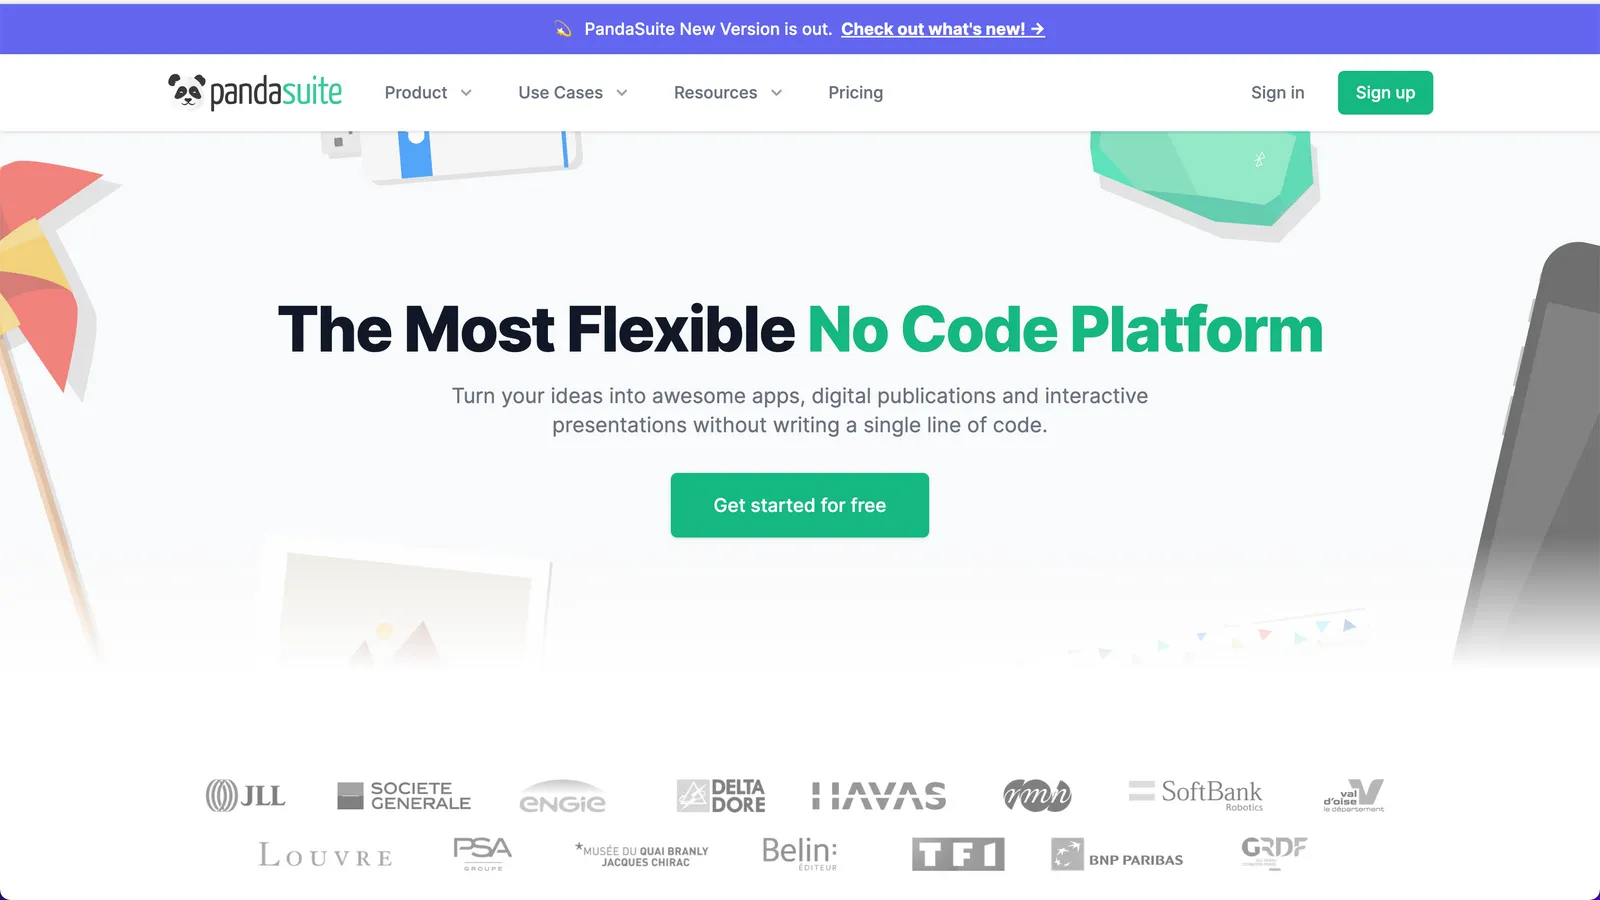 PandaSuite New Version is out. Check out what's new! →
pandasuite
Product
Use Cases
Resources
Pricing
Sign in
Sign up
The Most Flexible No Code Platform
Turn your ideas into awesome apps, digital publications and interactive
presentations without writing a single line of code.
Get started for free
JLL
SOCIETE
GENERALE
ENGIE
DELTA
DORE
HAVAS
rmn
SoftBank
Robotics
val
d'oise
le département
LOUVRE
PSA
GROUPE
*MUSÉE DU QUAI BRANLY
JACQUES CHIRAC
Belin:
ÉDITEUR
TF1
BNP PARIBAS
GRDF